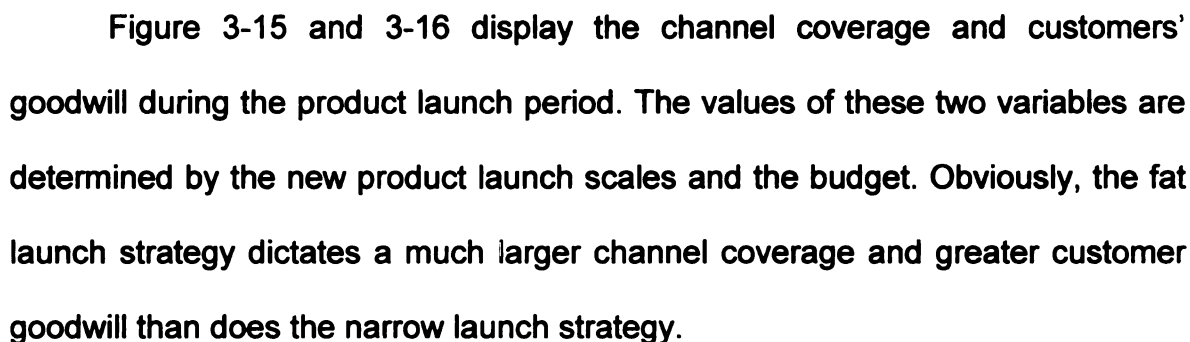 Figure 3-15 and 3-16 display the channel coverage and customers'
goodwill during the product launch period. The values of these two variables are
determined by the new product launch scales and the budget. Obviously, the fat
launch strategy dictates a much larger channel coverage and greater customer
goodwill than does the narrow launch strategy.